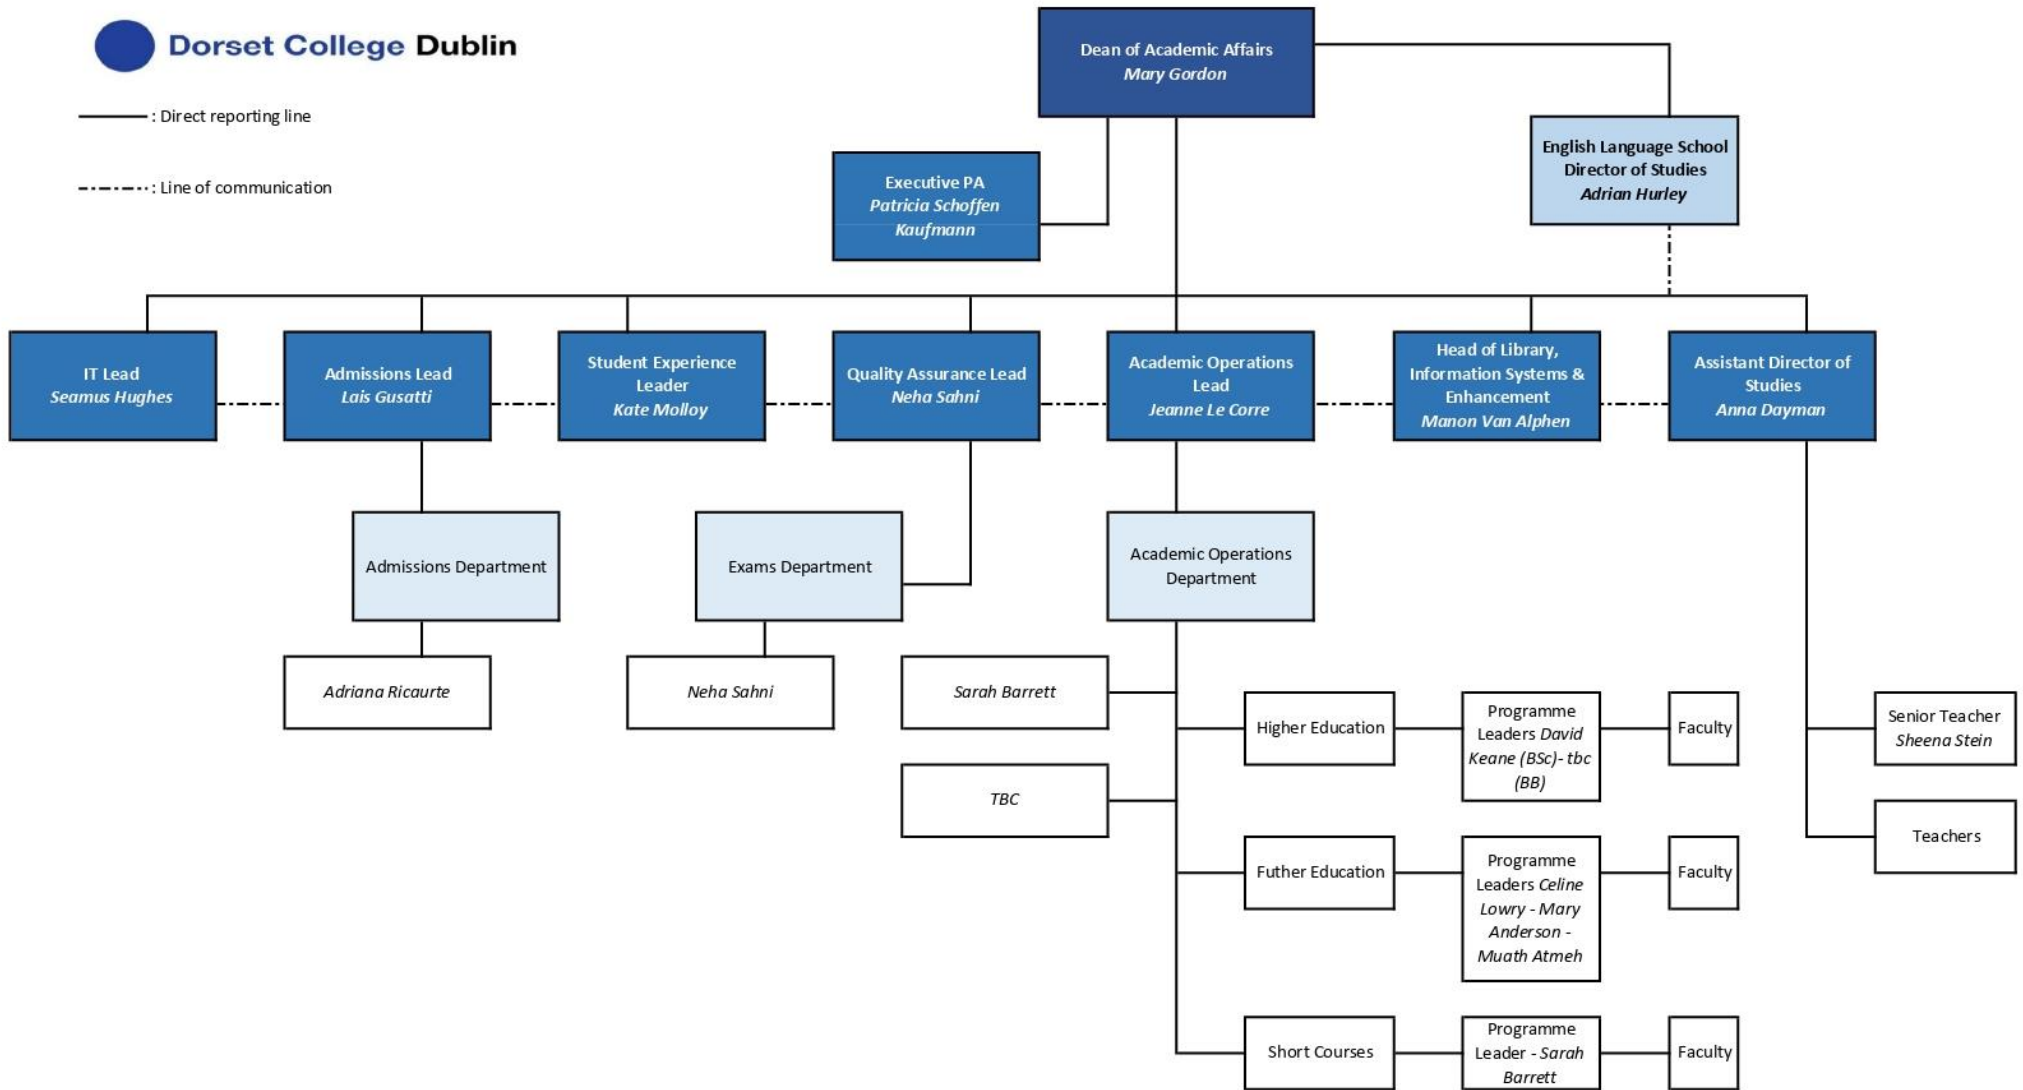 Dorset College Dublin
: Direct reporting line
: Line of communication
Dean of Academic Affairs
Mary Gordon
Executive PA
Patricia Schoffen
Kaufmann
English Language School
Director of Studies
Adrian Hurley
IT Lead
Seamus Hughes
Admissions Lead
Lais Gusatti
Student Experience
Leader
Kate Molloy
Quality Assurance Lead
Neha Sahni
Academic Operations
Lead
Jeanne Le Corre
Head of Library,
Information Systems &
Enhancement
Manon Van Alphen
Assistant Director of
Studies
Anna Dayman
Admissions Department
Exams Department
Academic Operations
Department
Adriana Ricaurte
Neha Sahni
Sarah Barrett
TBC
Higher Education
Programme
Leaders David
Keane (BSc)- tbc
(BB)
Faculty
Futher Education
Programme
Leaders Celine
Lowry - Mary
Anderson -
Muath Atmeh
Faculty
Short Courses
Programme
Leader - Sarah
Barrett
Faculty
Senior Teacher
Sheena Stein
Teachers